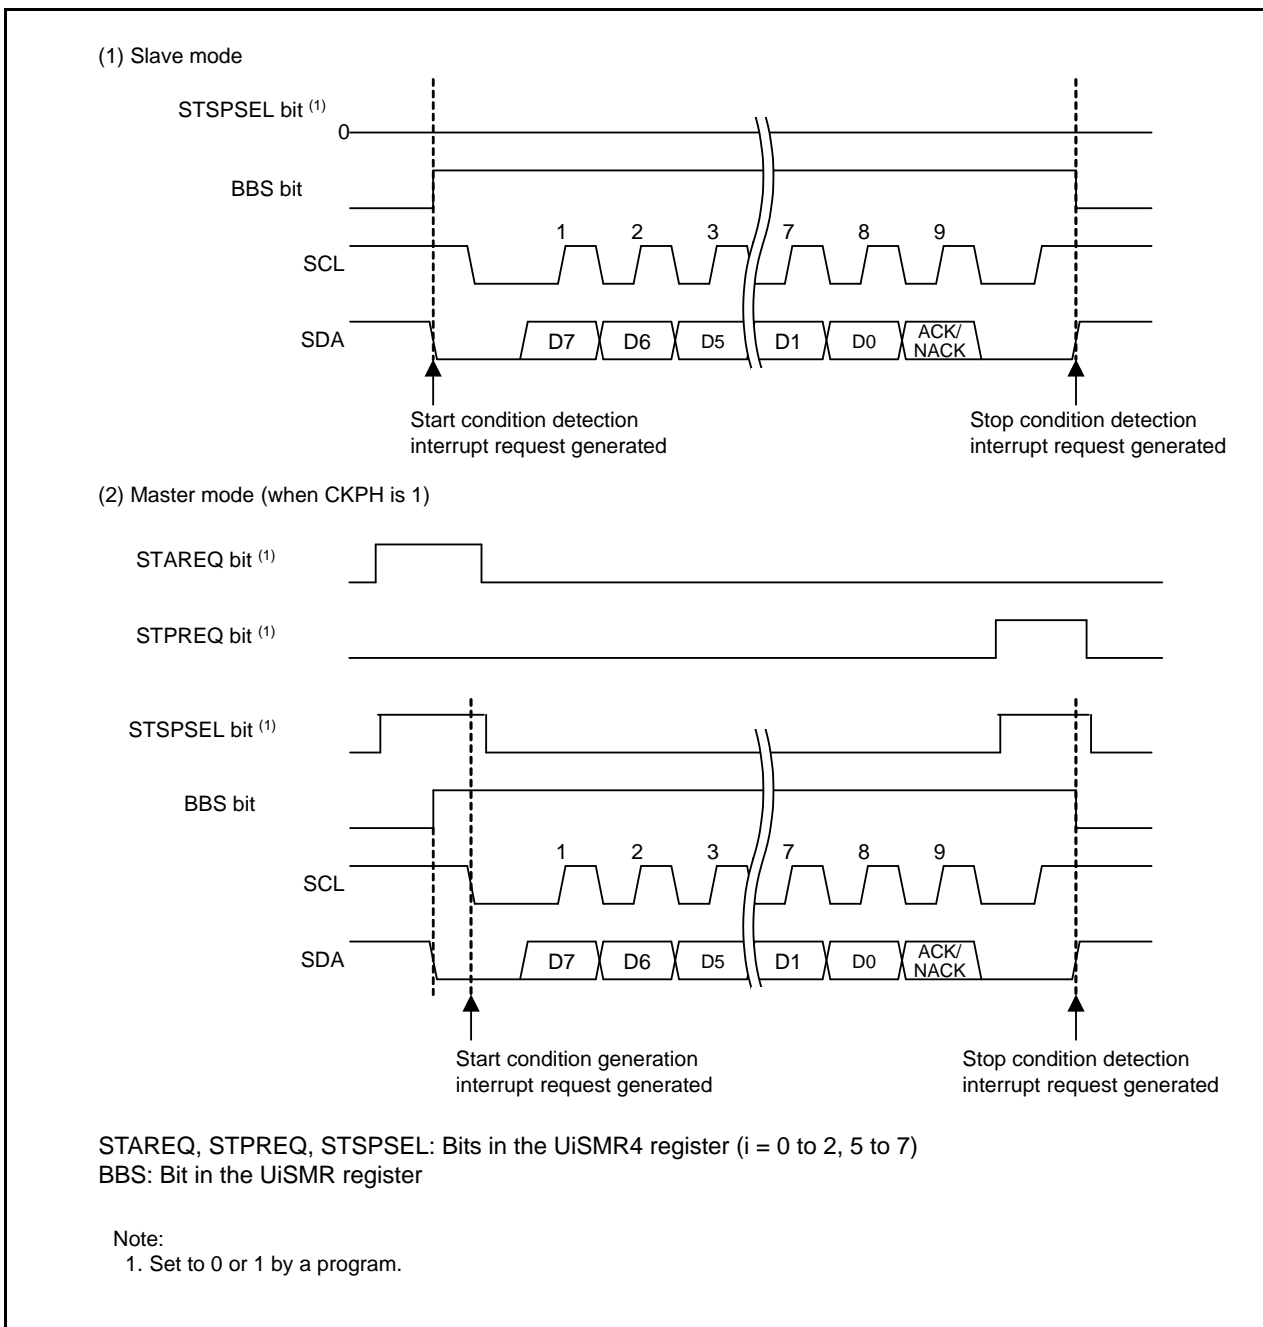 (1) Slave mode
STSPSEL bit (1)
0
BBS bit
1 2 3 7 8 9
SCL
SDA
D7 D6 D5 D1 D0 ACK/
NACK
Start condition detection
interrupt request generated
Stop condition detection
interrupt request generated
(2) Master mode (when CKPH is 1)
STAREQ bit (1)
STPREQ bit (1)
STSPSEL bit (1)
BBS bit
1 2 3 7 8 9
SCL
SDA
D7 D6 D5 D1 D0 ACK/
NACK
Start condition generation
interrupt request generated
Stop condition detection
interrupt request generated
STAREQ, STPREQ, STSPSEL: Bits in the UiSMR4 register (i = 0 to 2, 5 to 7)
BBS: Bit in the UiSMR register
Note:
1. Set to 0 or 1 by a program.